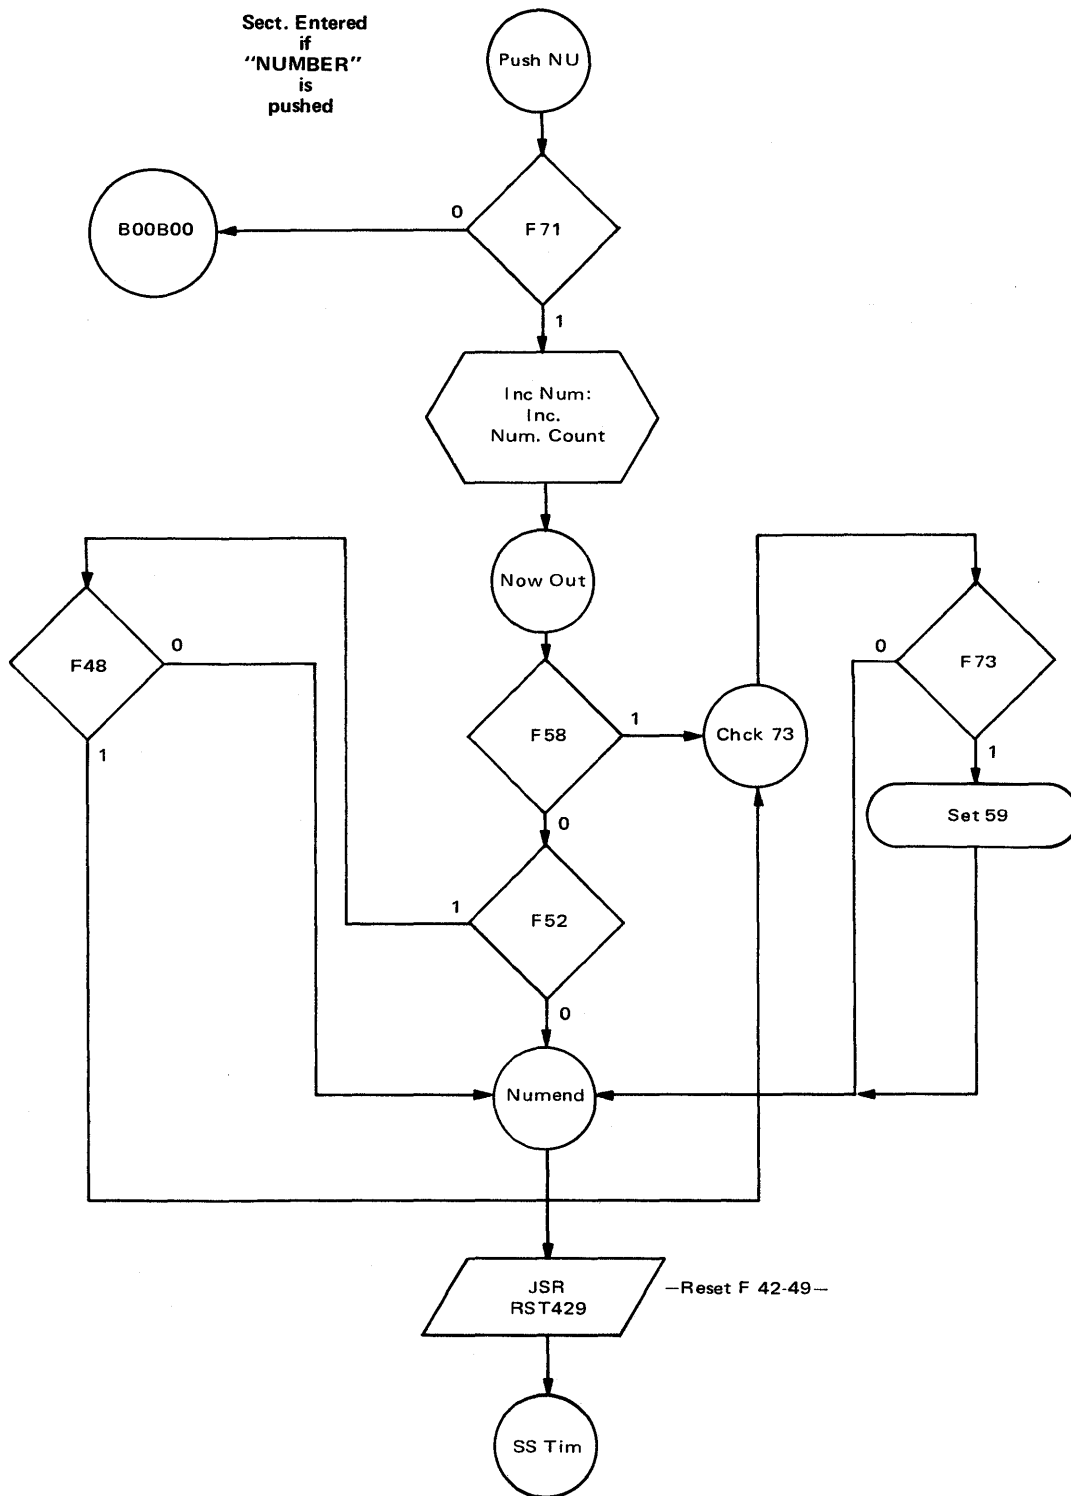 Sect. Entered
if
"NUMBER"
is
pushed
Push NU
0
F71
B00B00
1
Inc Num:
Inc.
Num. Count
Now Out
0
F48
1
F58
1
Chck 73
0
F73
1
Set 59
0
1
F52
0
Numend
JSR
RST429
—Reset F 42-49—
SS Tim